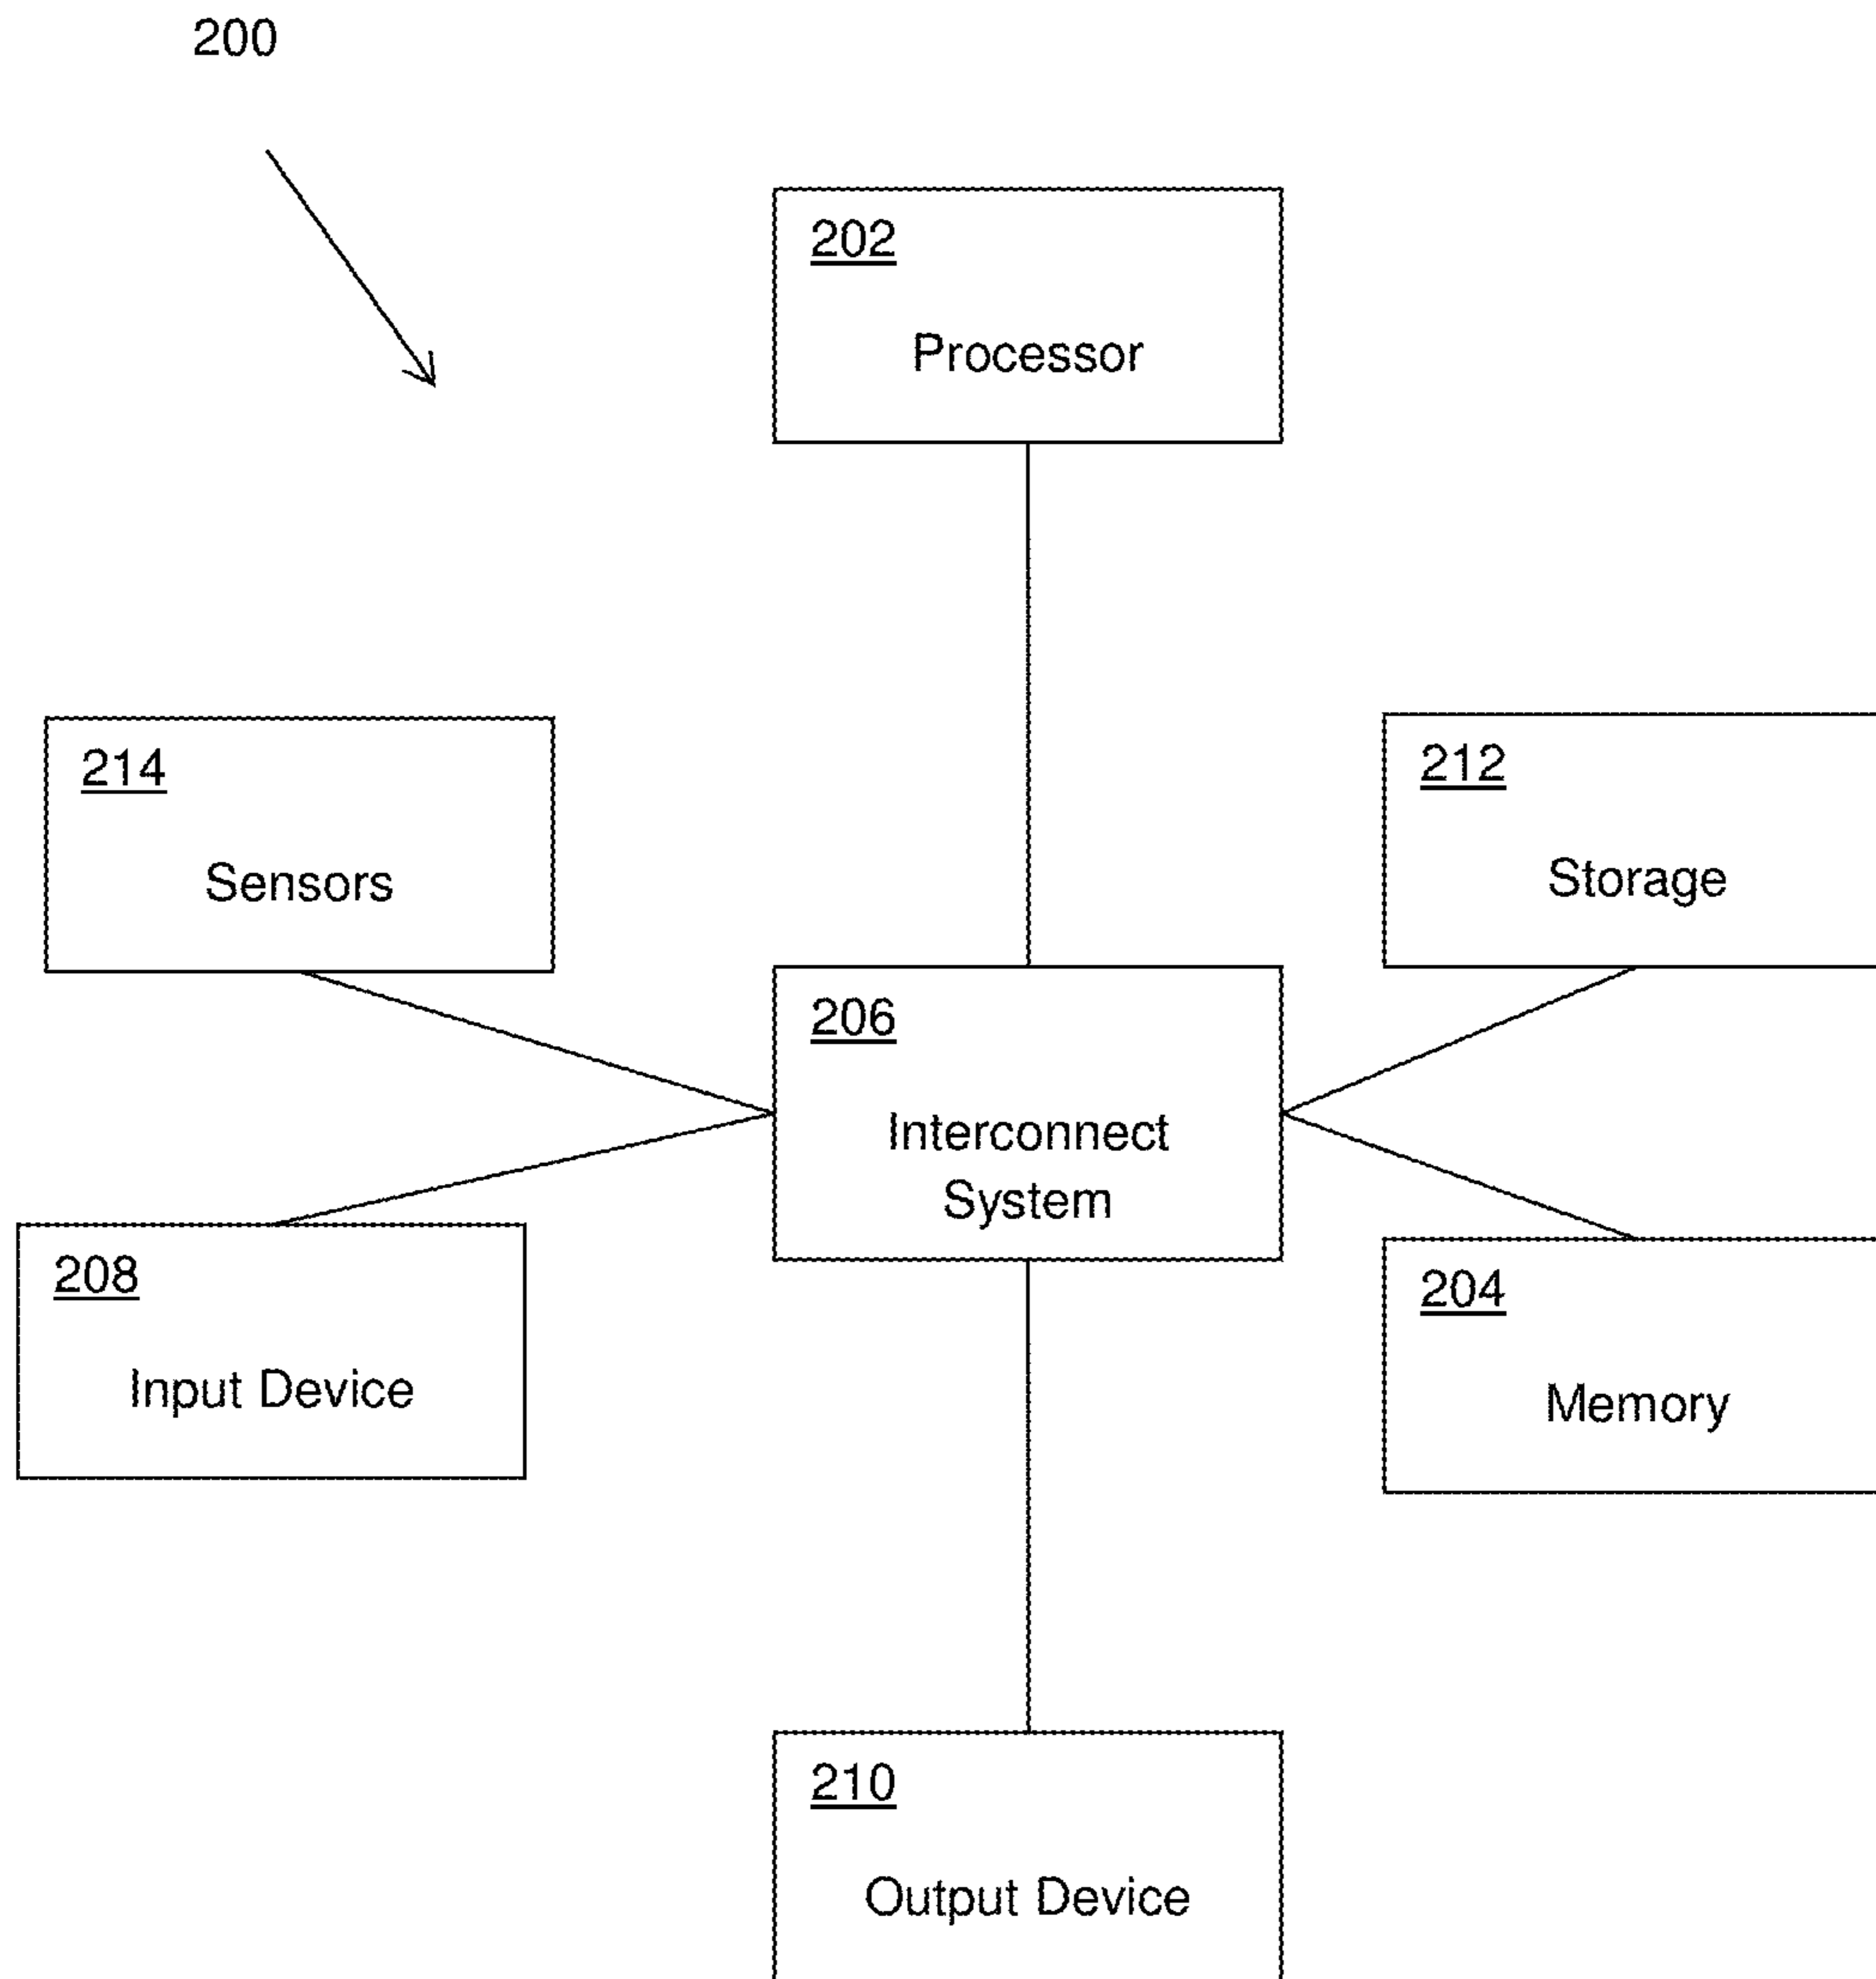 200
202
Processor
214
Sensors
212
Storage
206
Interconnect
System
208
Input Device
204
Memory
210
Output Device